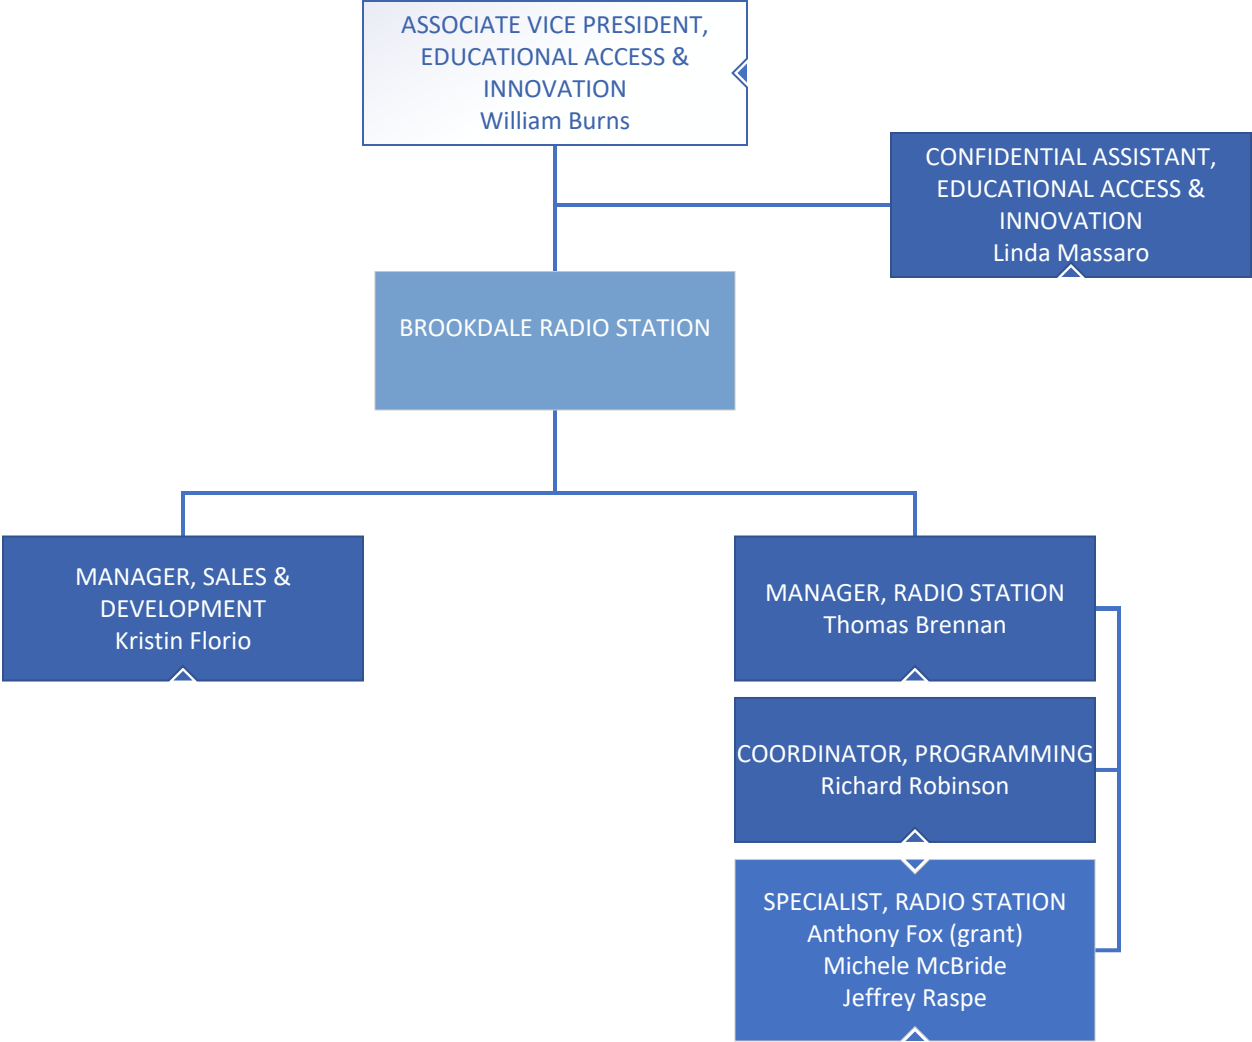 ASSOCIATE VICE PRESIDENT,
EDUCATIONAL ACCESS &
INNOVATION
William Burns
CONFIDENTIAL ASSISTANT,
EDUCATIONAL ACCESS &
INNOVATION
Linda Massaro
BROOKDALE RADIO STATION
MANAGER, SALES &
DEVELOPMENT
Kristin Florio
MANAGER, RADIO STATION
Thomas Brennan
COORDINATOR, PROGRAMMING
Richard Robinson
SPECIALIST, RADIO STATION
Anthony Fox (grant)
Michele McBride
Jeffrey Raspe